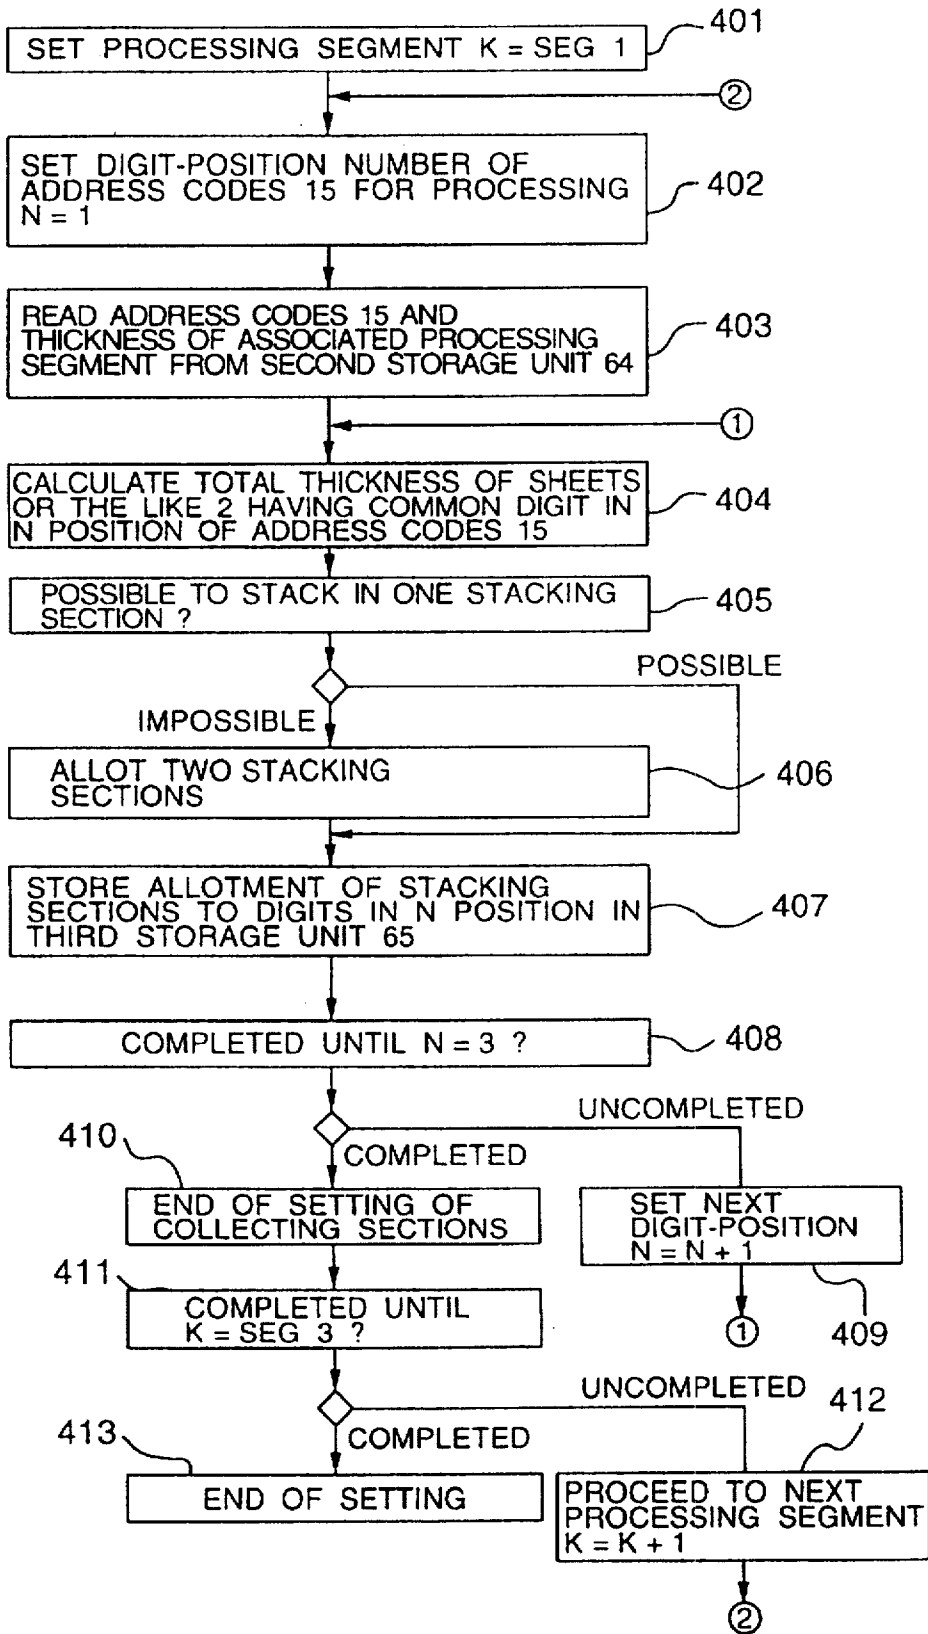 SET PROCESSING SEGMENT K = SEG 1
401
②
SET DIGIT-POSITION NUMBER OF
ADDRESS CODES 15 FOR PROCESSING
N = 1
402
READ ADDRESS CODES 15 AND
THICKNESS OF ASSOCIATED PROCESSING
SEGMENT FROM SECOND STORAGE UNIT 64
403
①
CALCULATE TOTAL THICKNESS OF SHEETS
OR THE LIKE 2 HAVING COMMON DIGIT IN
N POSITION OF ADDRESS CODES 15
404
POSSIBLE TO STACK IN ONE STACKING
SECTION ?
405
POSSIBLE
IMPOSSIBLE
ALLOT TWO STACKING
SECTIONS
406
STORE ALLOTMENT OF STACKING
SECTIONS TO DIGITS IN N POSITION IN
THIRD STORAGE UNIT 65
407
COMPLETED UNTIL N = 3 ?
408
UNCOMPLETED
COMPLETED
410
END OF SETTING OF
COLLECTING SECTIONS
SET NEXT
DIGIT-POSITION
N = N + 1
409
①
411
COMPLETED UNTIL
K = SEG 3 ?
UNCOMPLETED
COMPLETED
412
413
END OF SETTING
PROCEED TO NEXT
PROCESSING SEGMENT
K = K + 1
②